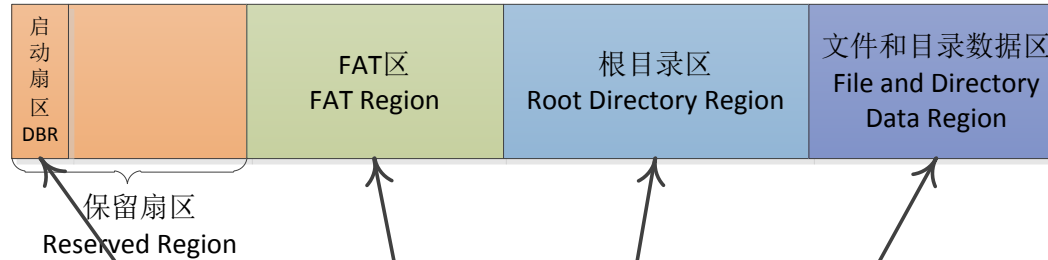 启
动
扇
区
DBR
FAT区
FAT Region
根目录区
Root Directory Region
文件和目录数据区
File and Directory
Data Region
保留扇区
Reserved Region